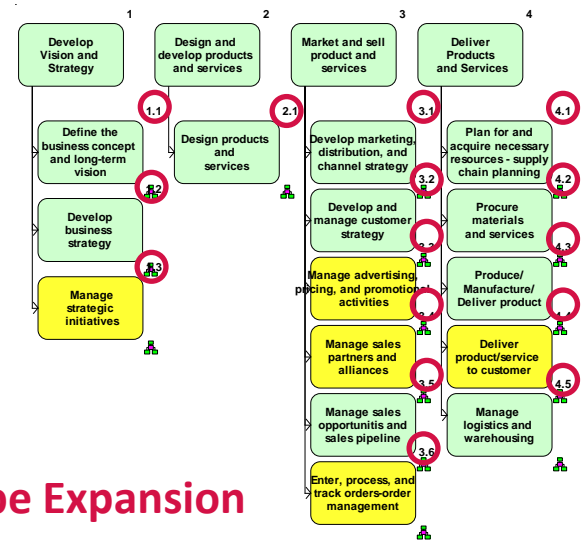 1
Develop
Vision and
Strategy
1.1
Define the
business concept
and long-term
vision
1.2
Develop
business
strategy
1.3
Manage
strategic
initiatives
2
Design and
develop products
and services
2.1
Design products
and
services
3
Market and sell
product and
services
3.1
Develop marketing,
distribution, and
channel strategy
3.2
Develop and
manage customer
strategy
3.3
Manage advertising,
pricing, and promotional
activities
3.4
Manage sales
partners and
alliances
3.5
Manage sales
opportunitis and
sales pipeline
3.6
Enter, process, and
track orders-order
management
4
Deliver
Products
and Services
4.1
Plan for and
acquire necessary
resources - supply
chain planning
4.2
Procure
materials
and services
4.3
Produce/
Manufacture/
Deliver product
4.4
Deliver
product/service
to customer
4.5
Manage
logistics and
warehousing
pe Expansion